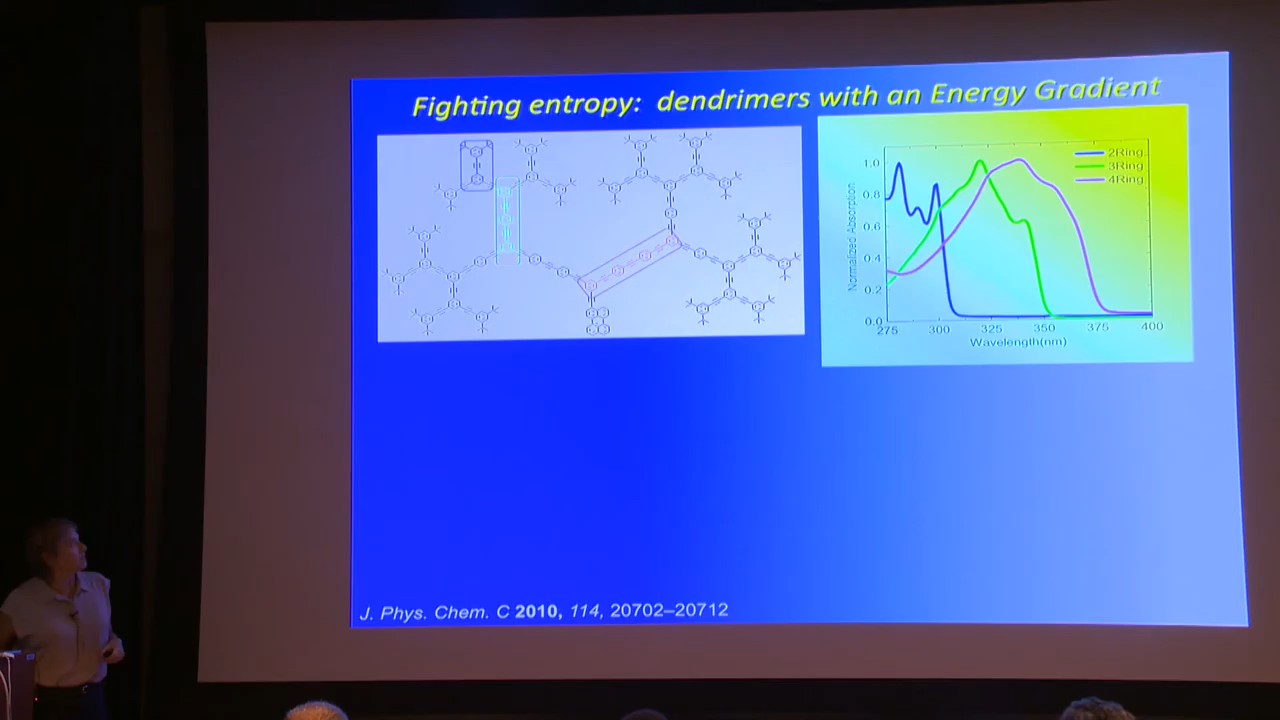 Fighting entropy: dendrimers with an Energy Gradient
2Ring
3Ring
4Ring
Normalized Absorption
1.0
0.8
0.6
0.4
0.2
0.0
275 300 325 350 375 400
Wavelength(nm)
J. Phys. Chem. C 2010, 114, 20702–20712